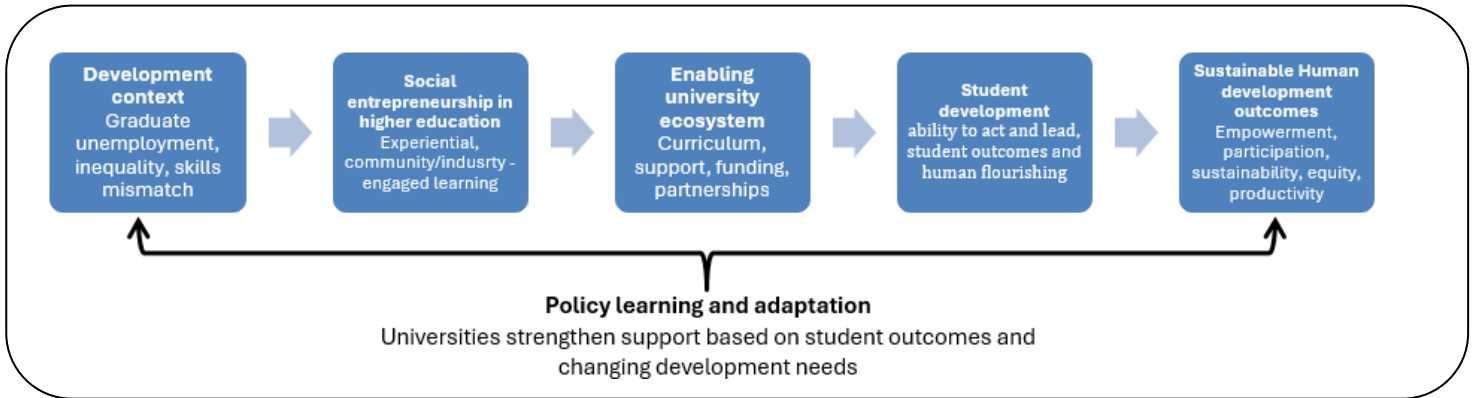 Development
context
Graduate
unemployment,
inequality, skills
mismatch
Social
entrepreneurship in
higher education
Experiential,
community/indusrty -
engaged learning
Enabling
university
ecosystem
Curriculum,
support, funding,
partnerships
Student
development
ability to act and lead,
student outcomes and
human flourishing
Sustainable Human
development
outcomes
Empowerment,
participation,
sustainability, equity,
productivity
Policy learning and adaptation
Universities strengthen support based on student outcomes and
changing development needs